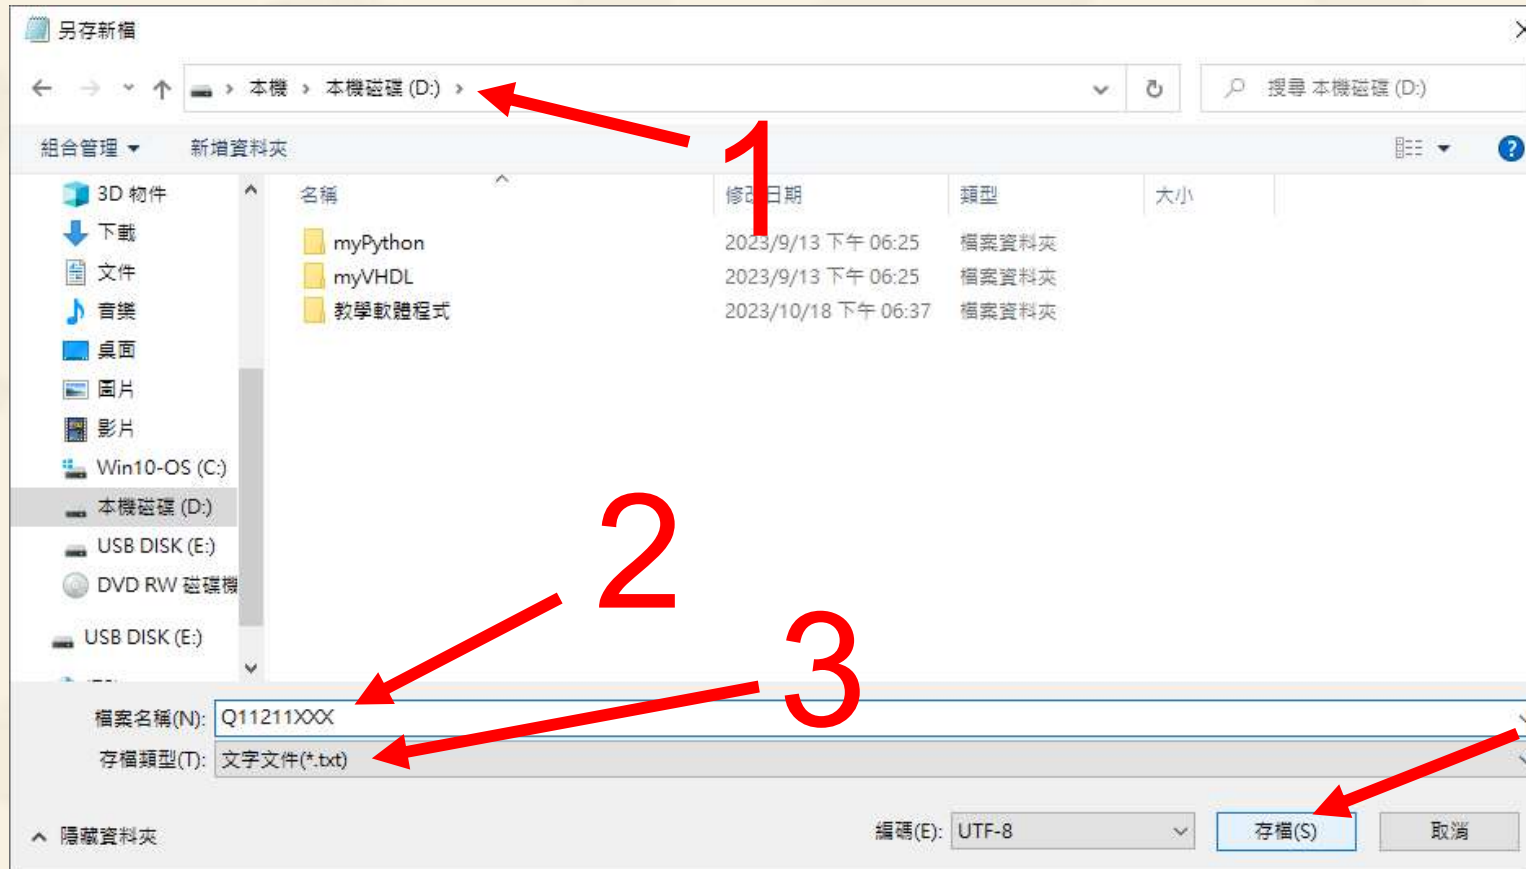 另存新檔
本機 › 本機磁碟 (D:) ›
搜尋 本機磁碟 (D:)
1
組合管理
新增資料夾
3D 物件
下載
文件
音樂
桌面
圖片
影片
Win10-OS (C:)
本機磁碟 (D:)
USB DISK (E:)
DVD RW 磁碟機
USB DISK (E:)
名稱 修改日期 類型 大小
myPython 2023/9/13 下午 06:25 檔案資料夾
myVHDL 2023/9/13 下午 06:25 檔案資料夾
教學軟體程式 2023/10/18 下午 06:37 檔案資料夾
2
3
檔案名稱(N): Q11211XXX
存檔類型(T): 文字文件(*.txt)
隱藏資料夾
編碼(E): UTF-8
存檔(S)
取消